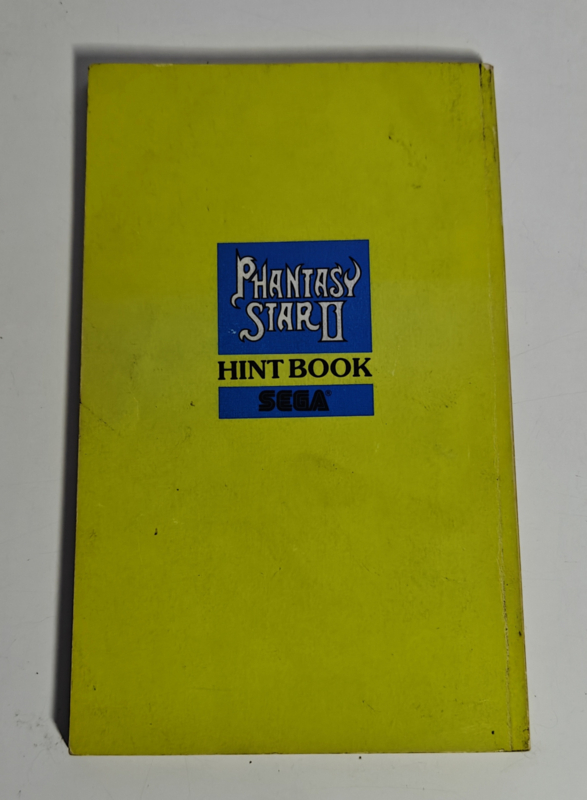 PHANTASY
STAR II
HINT BOOK
SEGA®